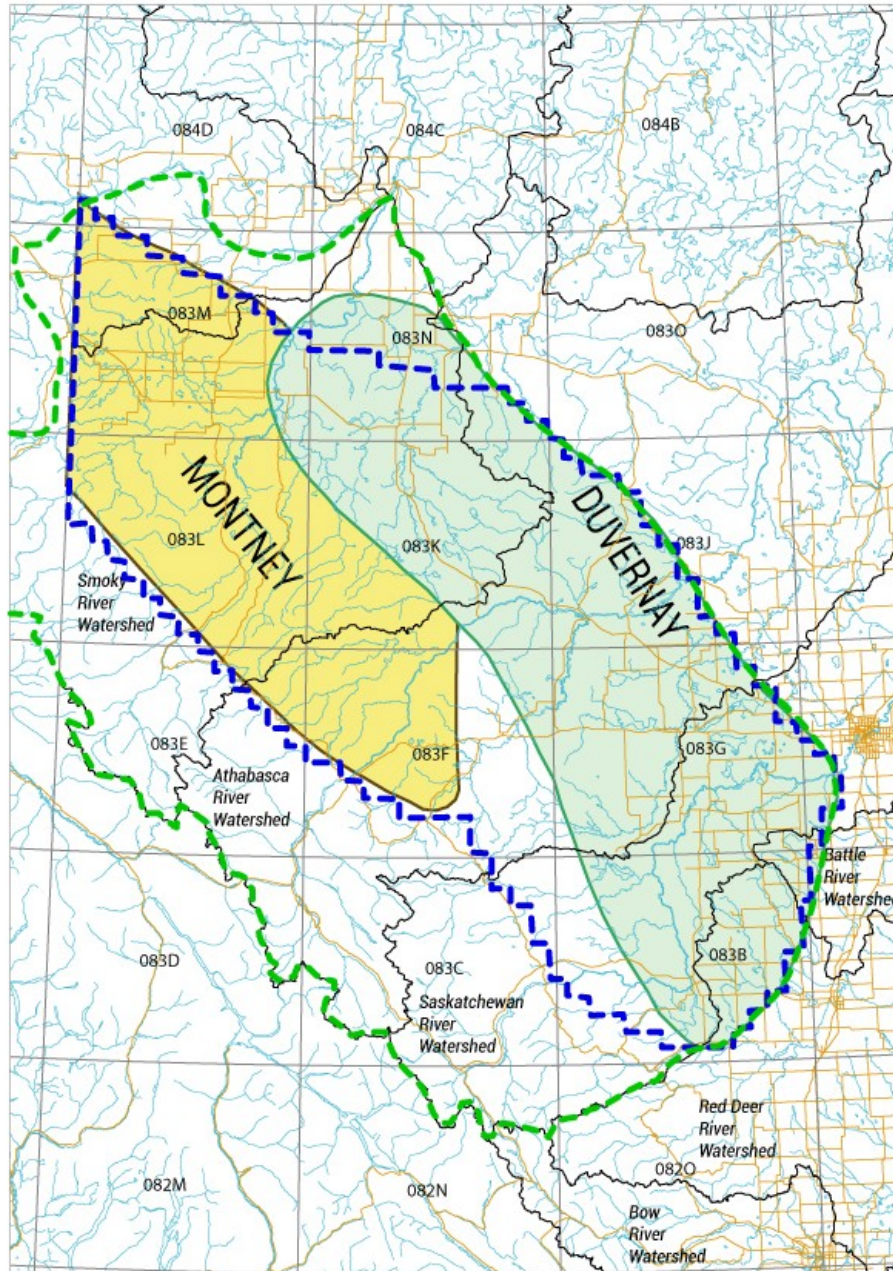 084D
084C
084B
083M
083N
083O
MONTNEY
DUVERNAY
083L
083K
083J
Smoky
River
Watershed
083E
083F
083G
Athabasca
River
Watershed
Battle
River
Watershed
083D
083C
083B
Saskatchewan
River
Watershed
Red Deer
River
Watershed
082M
082N
082O
Bow
River
Watershed